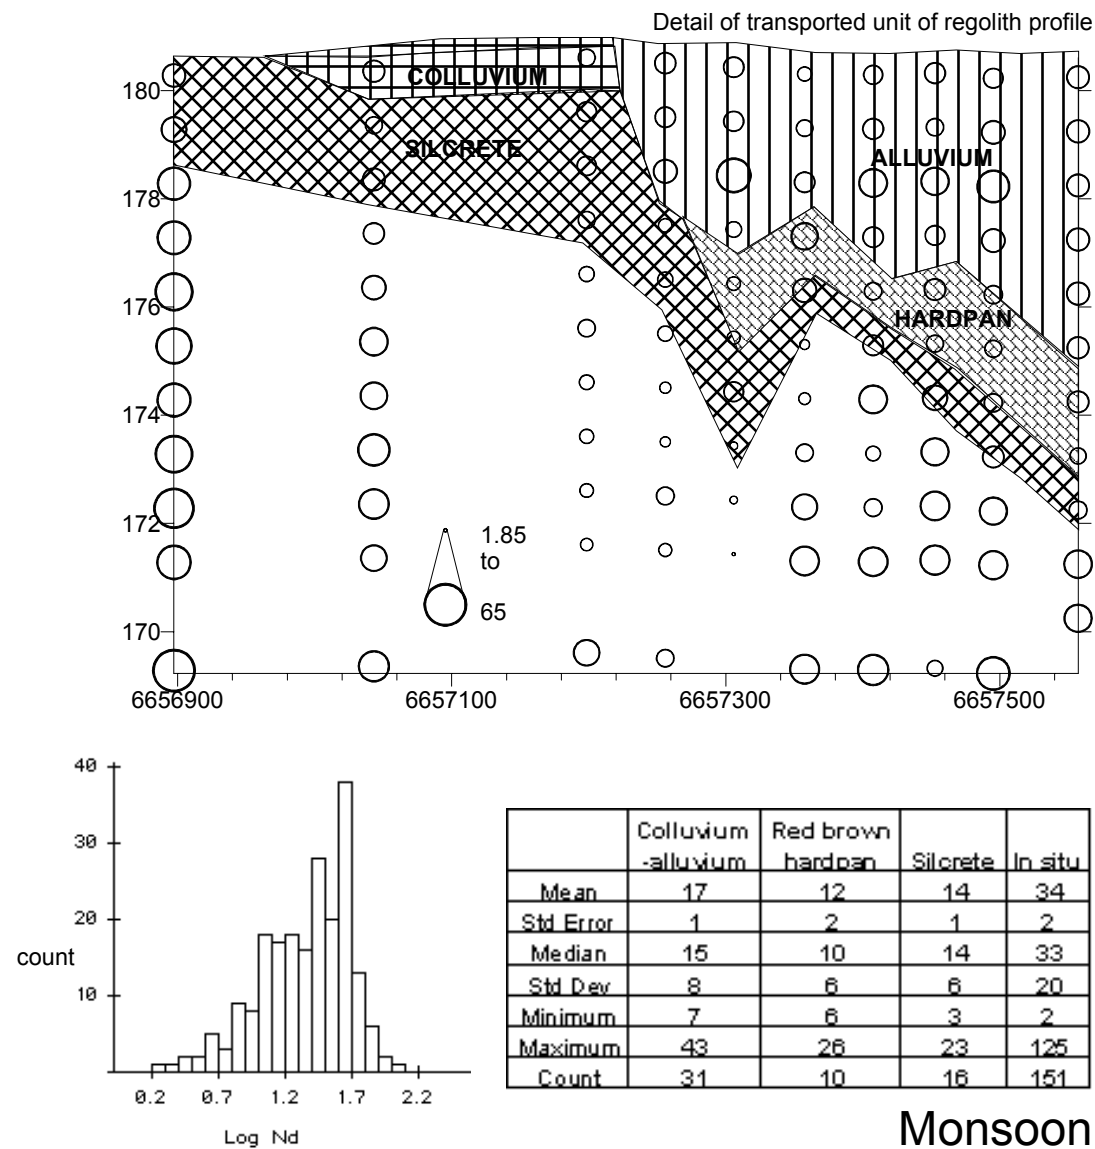 Detail of transported unit of regolith profile
180
COLLUVIUM
SILCRETE
ALLUVIUM
178
176
HARDPAN
174
172
1.85
to
65
170
6656900 6657100 6657300 6657500
40
30
20
count
10
0.2 0.7 1.2 1.7 2.2
Log Nd
Colluvium Red brown
-alluvium hardpan Silcrete In situ
Mean 17 12 14 34
Std Error 1 2 1 2
Median 15 10 14 33
Std Dev 8 6 6 20
Minimum 7 6 3 2
Maximum 43 26 23 125
Count 31 10 16 151
Monsoon